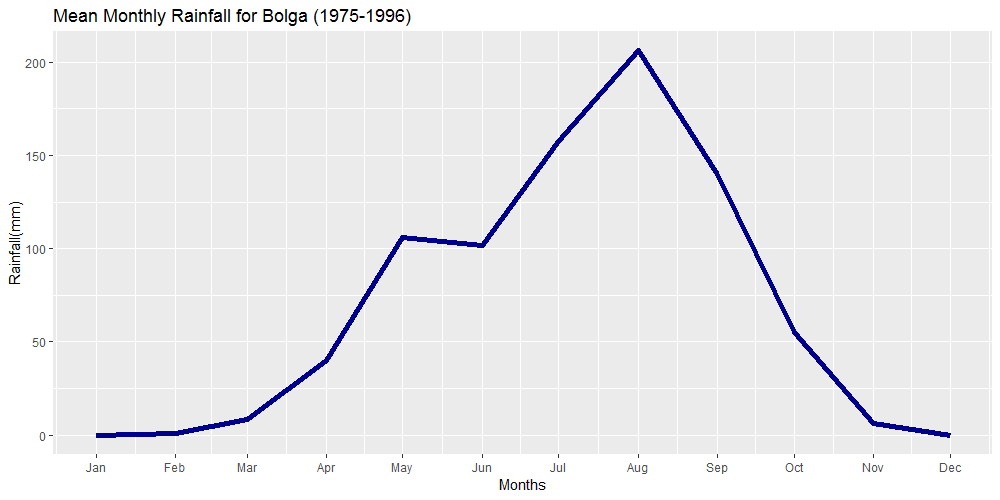 Mean Monthly Rainfall for Bolga (1975-1996)
Rainfall(mm)
200
150
100
50
0
Jan Feb Mar Apr May Jun Jul Aug Sep Oct Nov Dec
Months